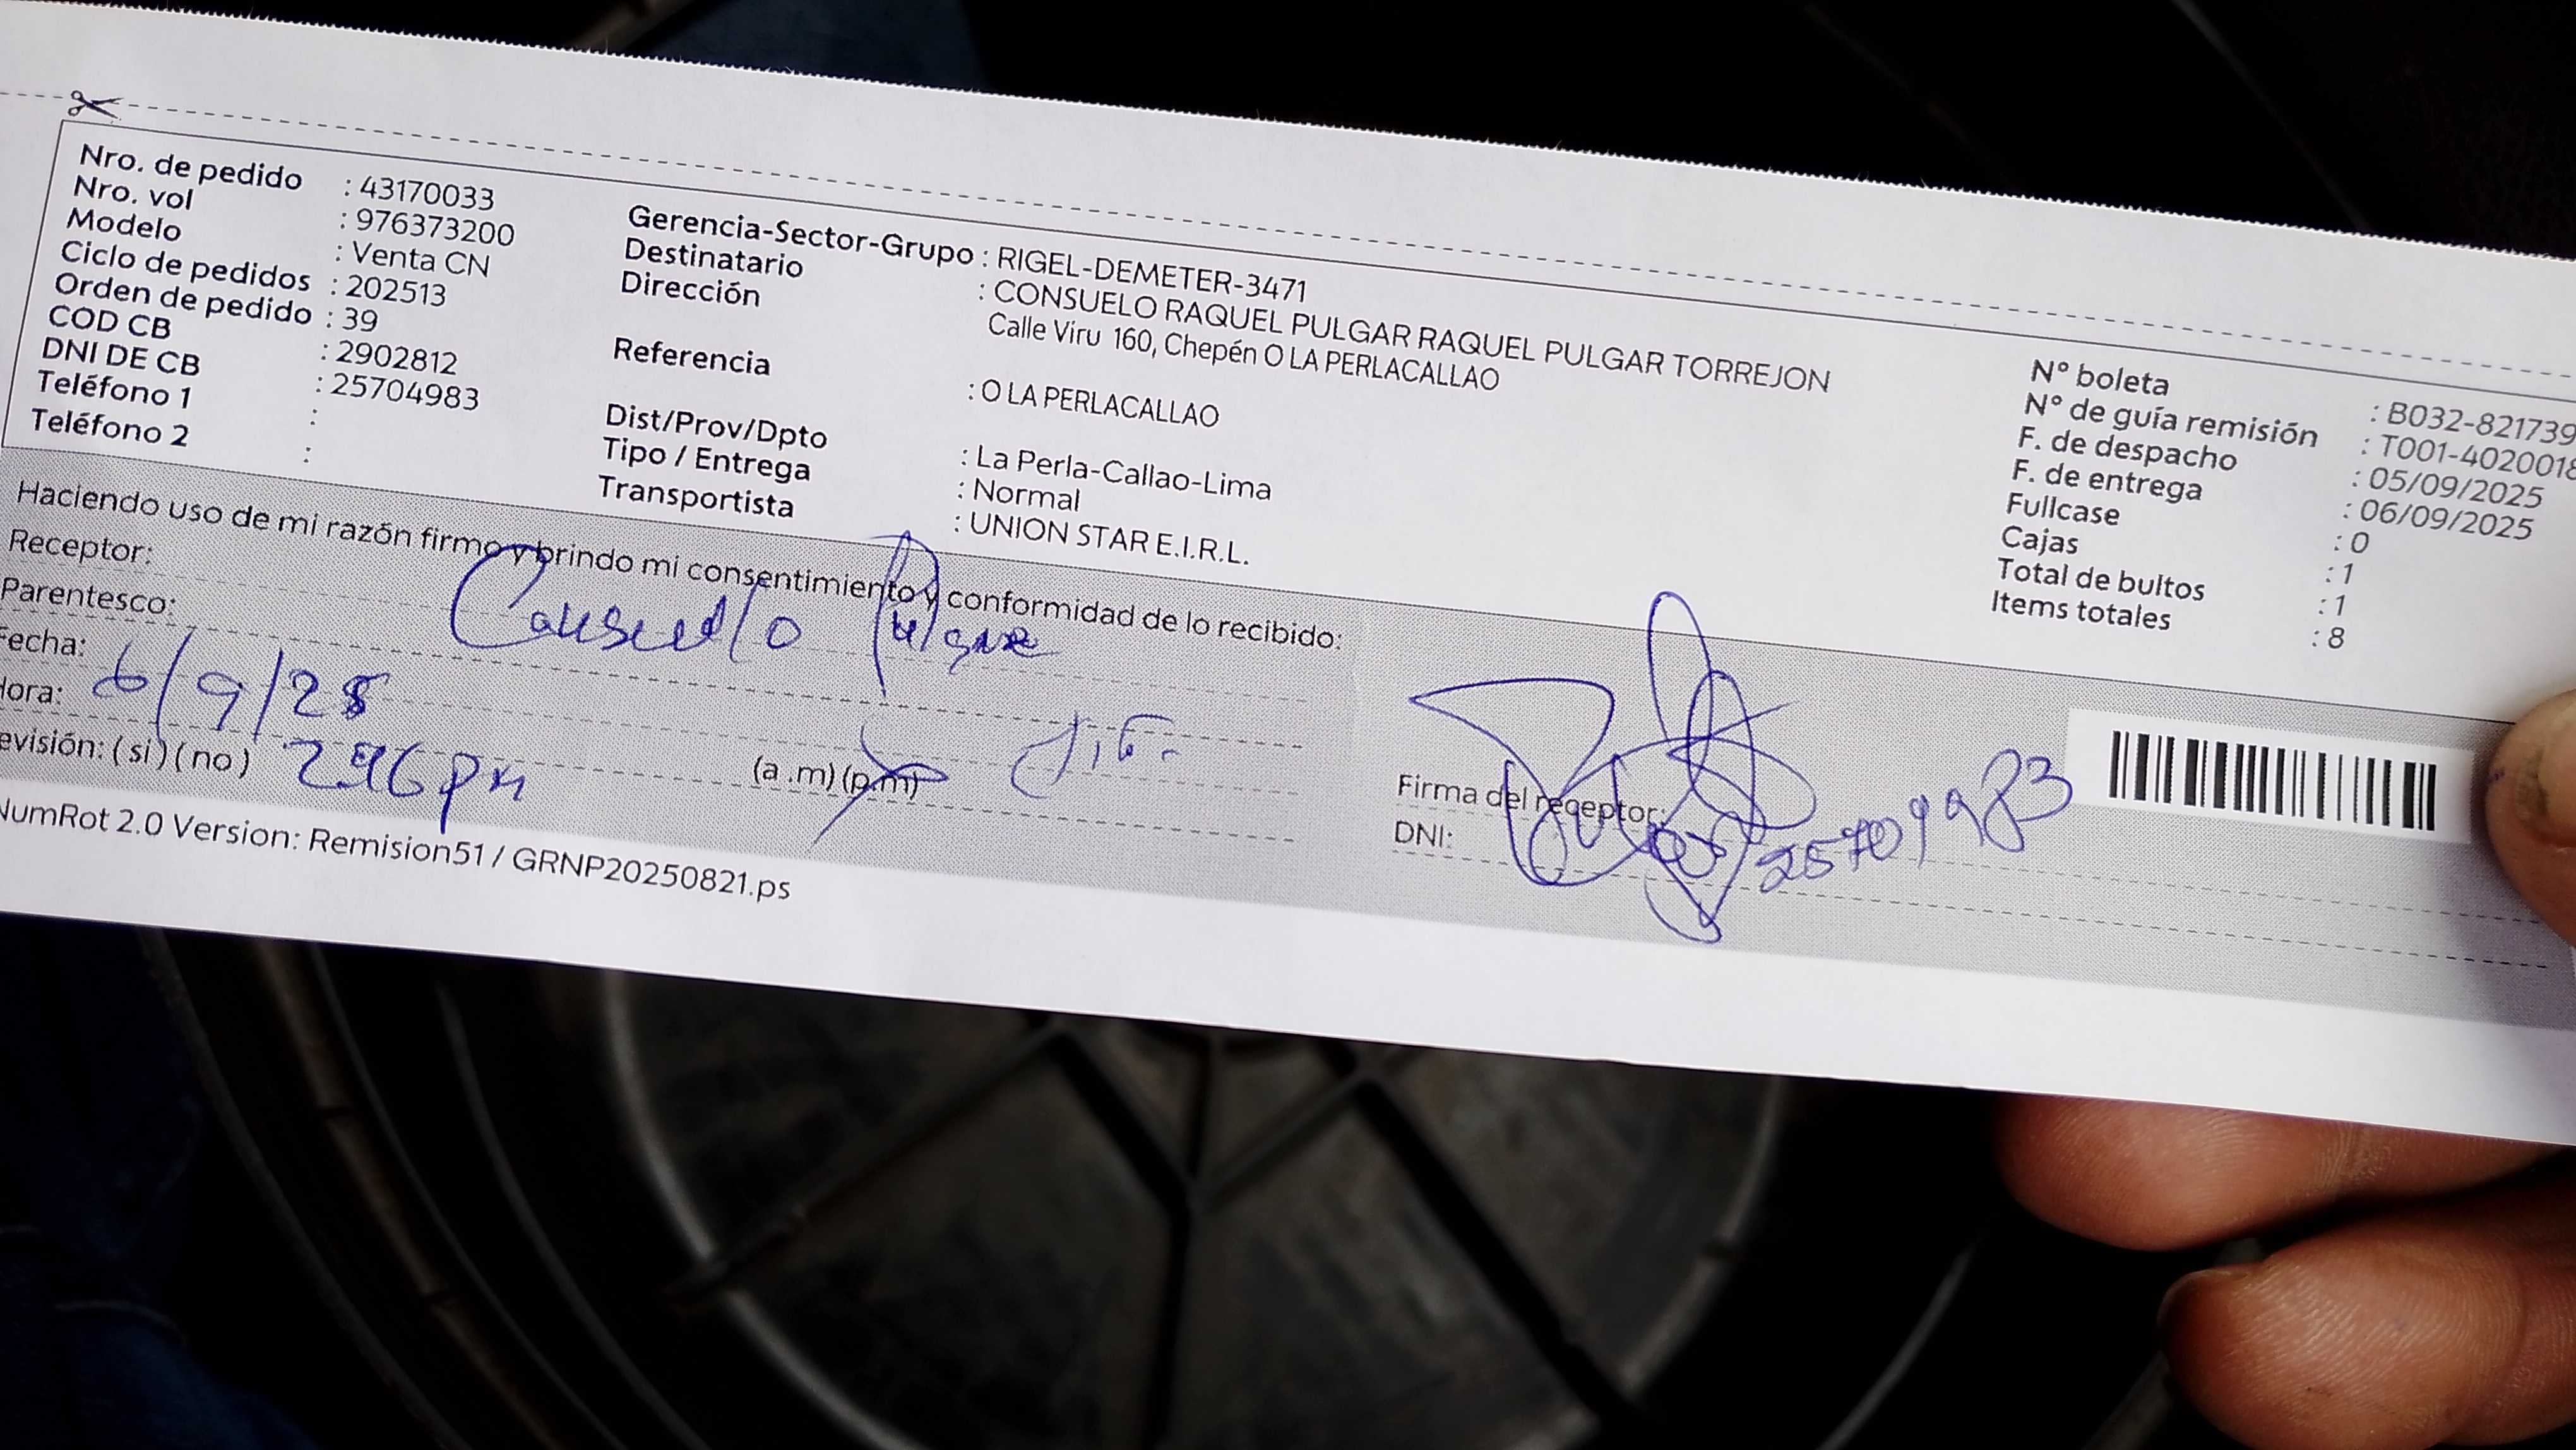 Nro. de pedido : 43170033
Nro. vol : 976373200
Modelo : Venta CN
Ciclo de pedidos : 202513
Orden de pedido : 39
COD CB : 2902812
DNI DE CB : 25704983
Teléfono 1 :
Teléfono 2 :
Gerencia-Sector-Grupo : RIGEL-DEMETER-3471
Destinatario : CONSUELO RAQUEL PULGAR RAQUEL PULGAR TORREJON
Dirección Calle Viru 160, Chepén O LA PERLACALLAO
Referencia : O LA PERLACALLAO
Dist/Prov/Dpto : La Perla-Callao-Lima
Tipo / Entrega : Normal
Transportista : UNION STAR E.I.R.L.
N° boleta : B032-821739
N° de guía remisión : T001-4020018
F. de despacho : 05/09/2025
F. de entrega : 06/09/2025
Fullcase : 0
Cajas : 1
Total de bultos : 1
Items totales : 8
Haciendo uso de mi razón firmo y brindo mi consentimiento y conformidad de lo recibido:
Receptor: Consuelo Pulgar
Parentesco:
Fecha: 6/9/25
Hora: (a .m) (p.m)
evisión: (si) (no)
Firma del receptor:
DNI: 25704983
NumRot 2.0 Version: Remision51 / GRNP20250821.ps